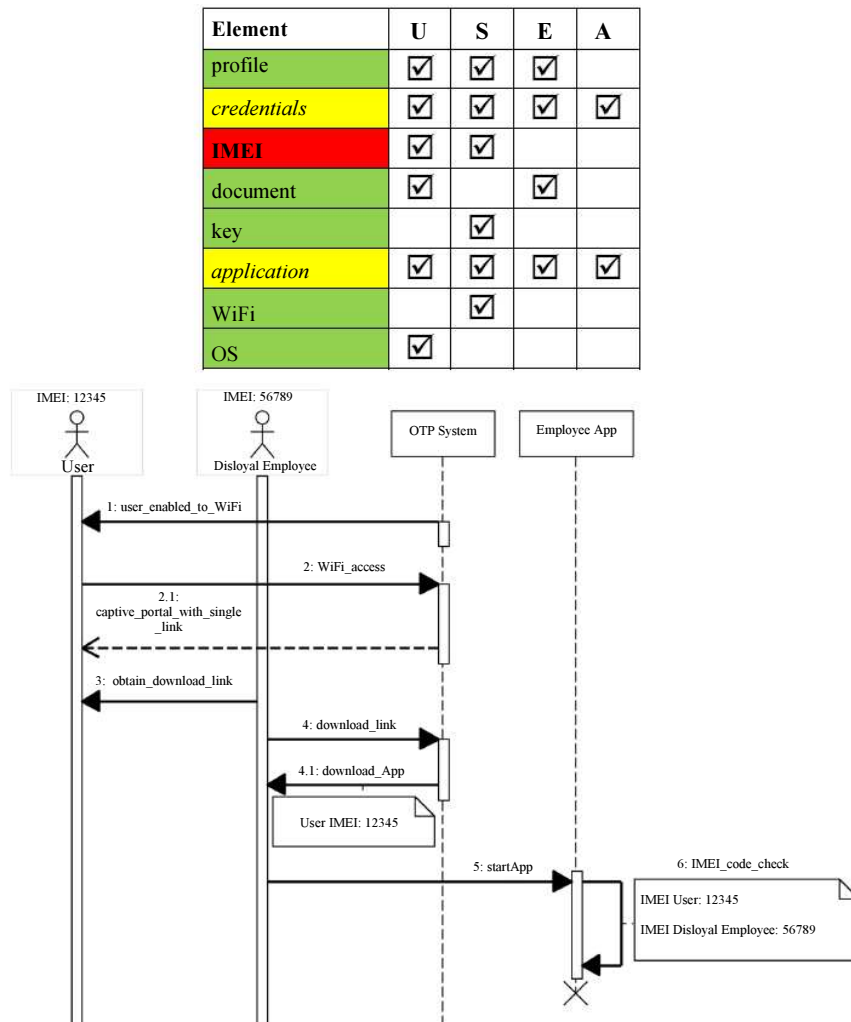 Element U S E A
profile ☑ ☑ ☑
credentials ☑ ☑ ☑ ☑
IMEI ☑ ☑
document ☑ ☑
key ☑
application ☑ ☑ ☑ ☑
WiFi ☑
OS ☑
IMEI: 12345
User
IMEI: 56789
Disloyal Employee
OTP System
Employee App
1: user_enabled_to_WiFi
2: WiFi_access
2.1:
captive_portal_with_single
_link
3: obtain_download_link
4: download_link
4.1: download_App
User IMEI: 12345
5: startApp
6: IMEI_code_check
IMEI User: 12345
IMEI Disloyal Employee: 56789